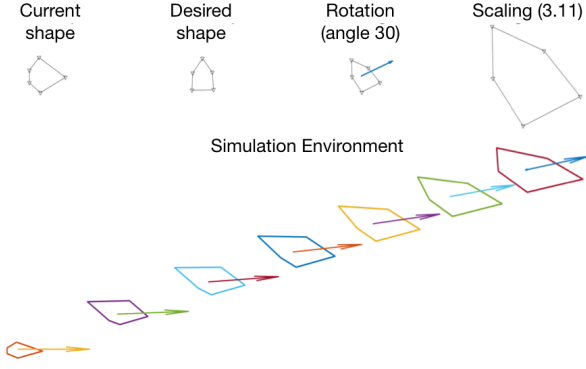 Current
shape
Desired
shape
Rotation
(angle 30)
Scaling (3.11)
Simulation Environment